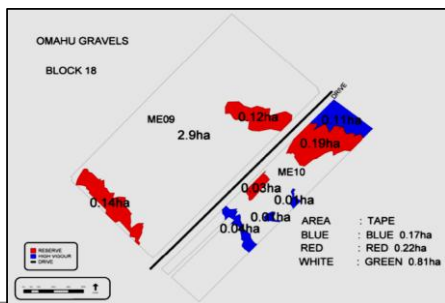 OMAHU GRAVELS
BLOCK 18
DRIVE
0.11ha
0.12ha
ME09
2.9ha
0.19ha
ME10
0.03ha
0.14ha
0.01ha
0.04ha
AREA : TAPE
BLUE : BLUE 0.17ha
RED : RED 0.22ha
WHITE : GREEN 0.81ha
RESERVE
HIGH VIGOUR
DRIVE